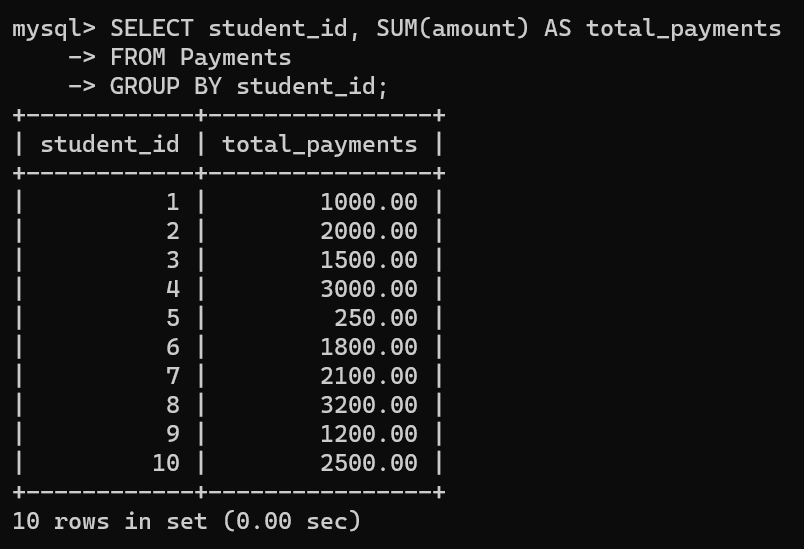 mysql> SELECT student_id, SUM(amount) AS total_payments
    -> FROM Payments
    -> GROUP BY student_id;
+------------+----------------+
| student_id | total_payments |
+------------+----------------+
|          1 |        1000.00 |
|          2 |        2000.00 |
|          3 |        1500.00 |
|          4 |        3000.00 |
|          5 |         250.00 |
|          6 |        1800.00 |
|          7 |        2100.00 |
|          8 |        3200.00 |
|          9 |        1200.00 |
|         10 |        2500.00 |
+------------+----------------+
10 rows in set (0.00 sec)